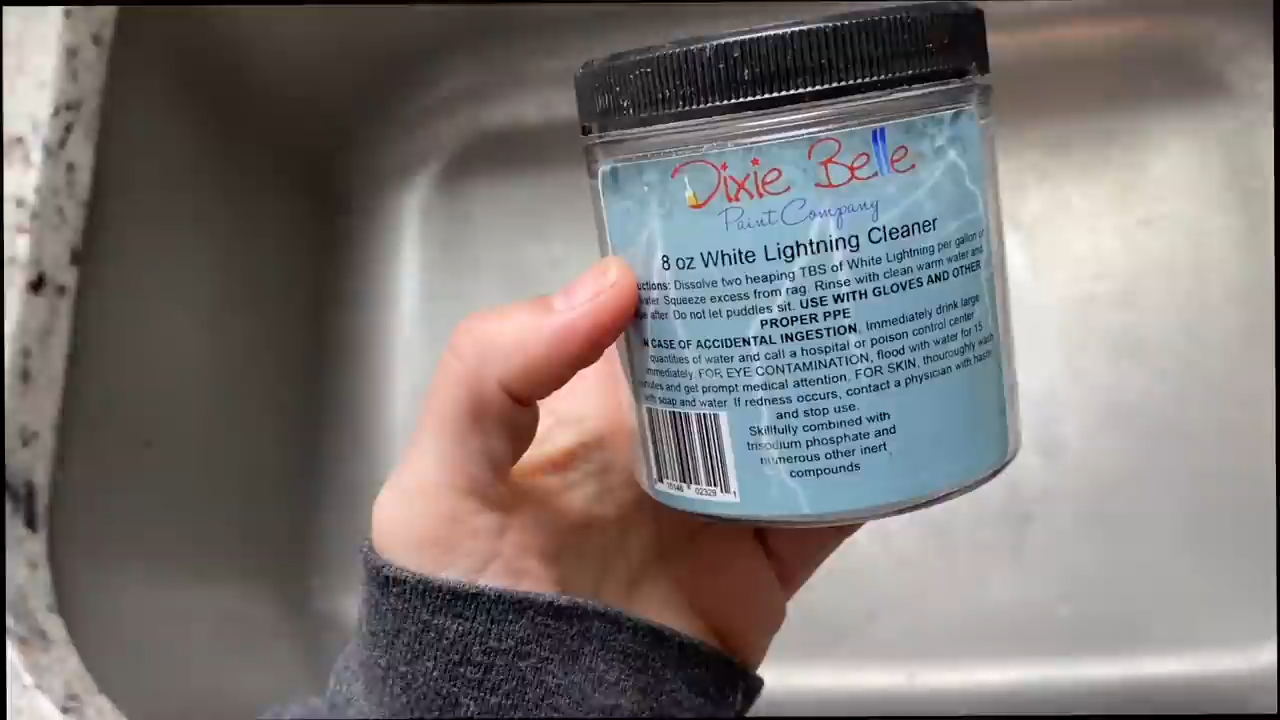 Dixie Belle
Paint Company
8 oz White Lightning Cleaner
uctions: Dissolve two heaping TBS of White Lightning per gallon of
ater Squeeze excess from rag. Rinse with clean warm water and
after. Do not let puddles sit. USE WITH GLOVES AND OTHER
PROPER PPE
N CASE OF ACCIDENTAL INGESTION, Immediately drink large
quantities of water and call a hospital or poison control center
immediately. FOR EYE CONTAMINATION, flood with water for 15
nutes and get prompt medical attention, FOR SKIN, thouroughly wash
with soap and water. If redness occurs, contact a physician with haste
and stop use.
Skillfully combined with
trisodium phosphate and
numerous other inert
compounds
02329 1